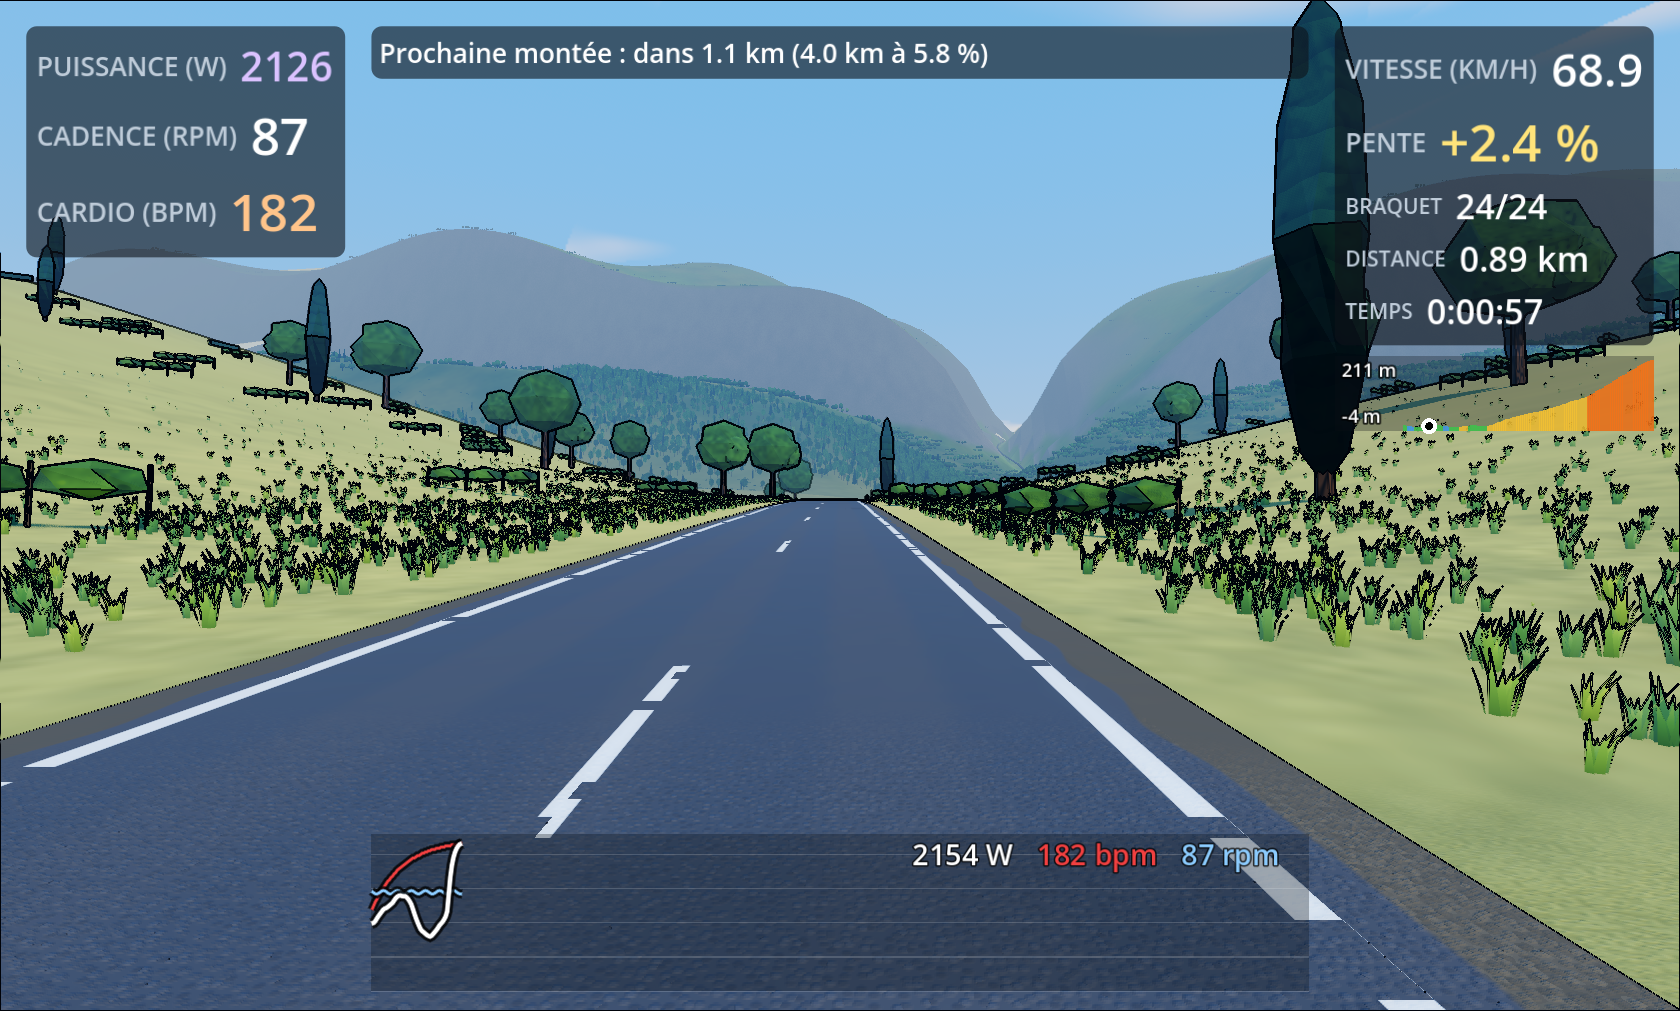 PUISSANCE (W) 2126
CADENCE (RPM) 87
CARDIO (BPM) 182
Prochaine montée : dans 1.1 km (4.0 km à 5.8 %)
VITESSE (KM/H) 68.9
PENTE +2.4 %
BRAQUET 24/24
DISTANCE 0.89 km
TEMPS 0:00:57
211 m
-4 m
2154 W 182 bpm 87 rpm